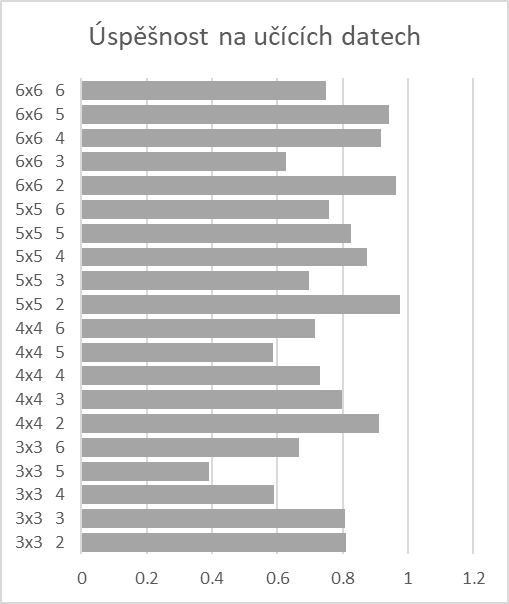 Úspěšnost na učících datech
6x6 6
6x6 5
6x6 4
6x6 3
6x6 2
5x5 6
5x5 5
5x5 4
5x5 3
5x5 2
4x4 6
4x4 5
4x4 4
4x4 3
4x4 2
3x3 6
3x3 5
3x3 4
3x3 3
3x3 2
0 0.2 0.4 0.6 0.8 1 1.2